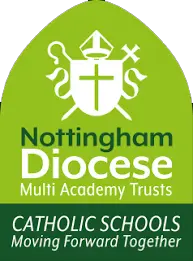 Nottingham
Diocese
Multi Academy Trusts
CATHOLIC SCHOOLS
Moving Forward Together